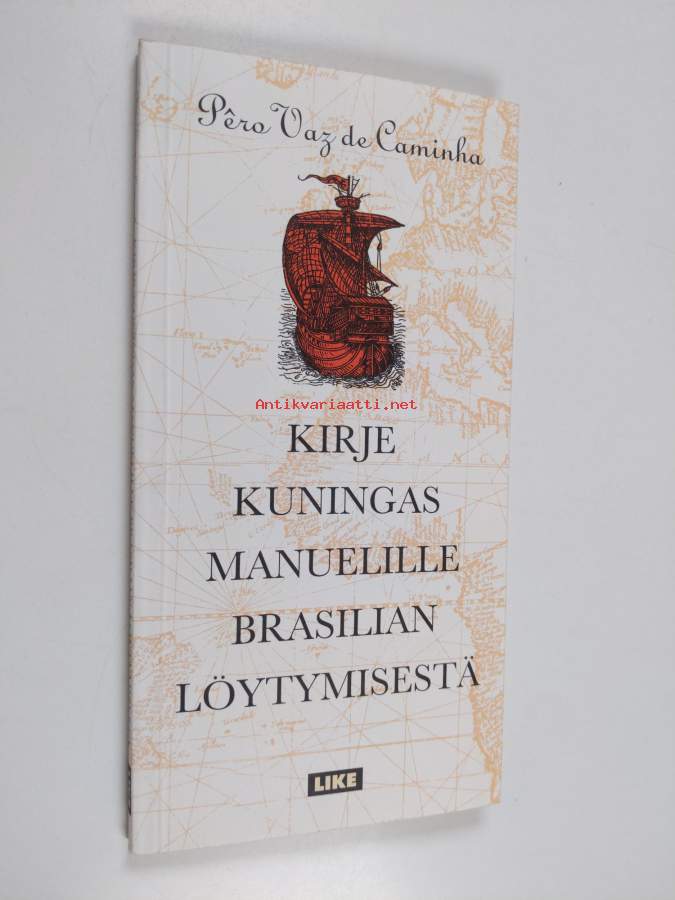 Pêro Vaz de Caminha
Antikvariaatti.net
KIRJE
KUNINGAS
MANUELILLE
BRASILIAN
LÖYTYMISESTÄ
LIKE